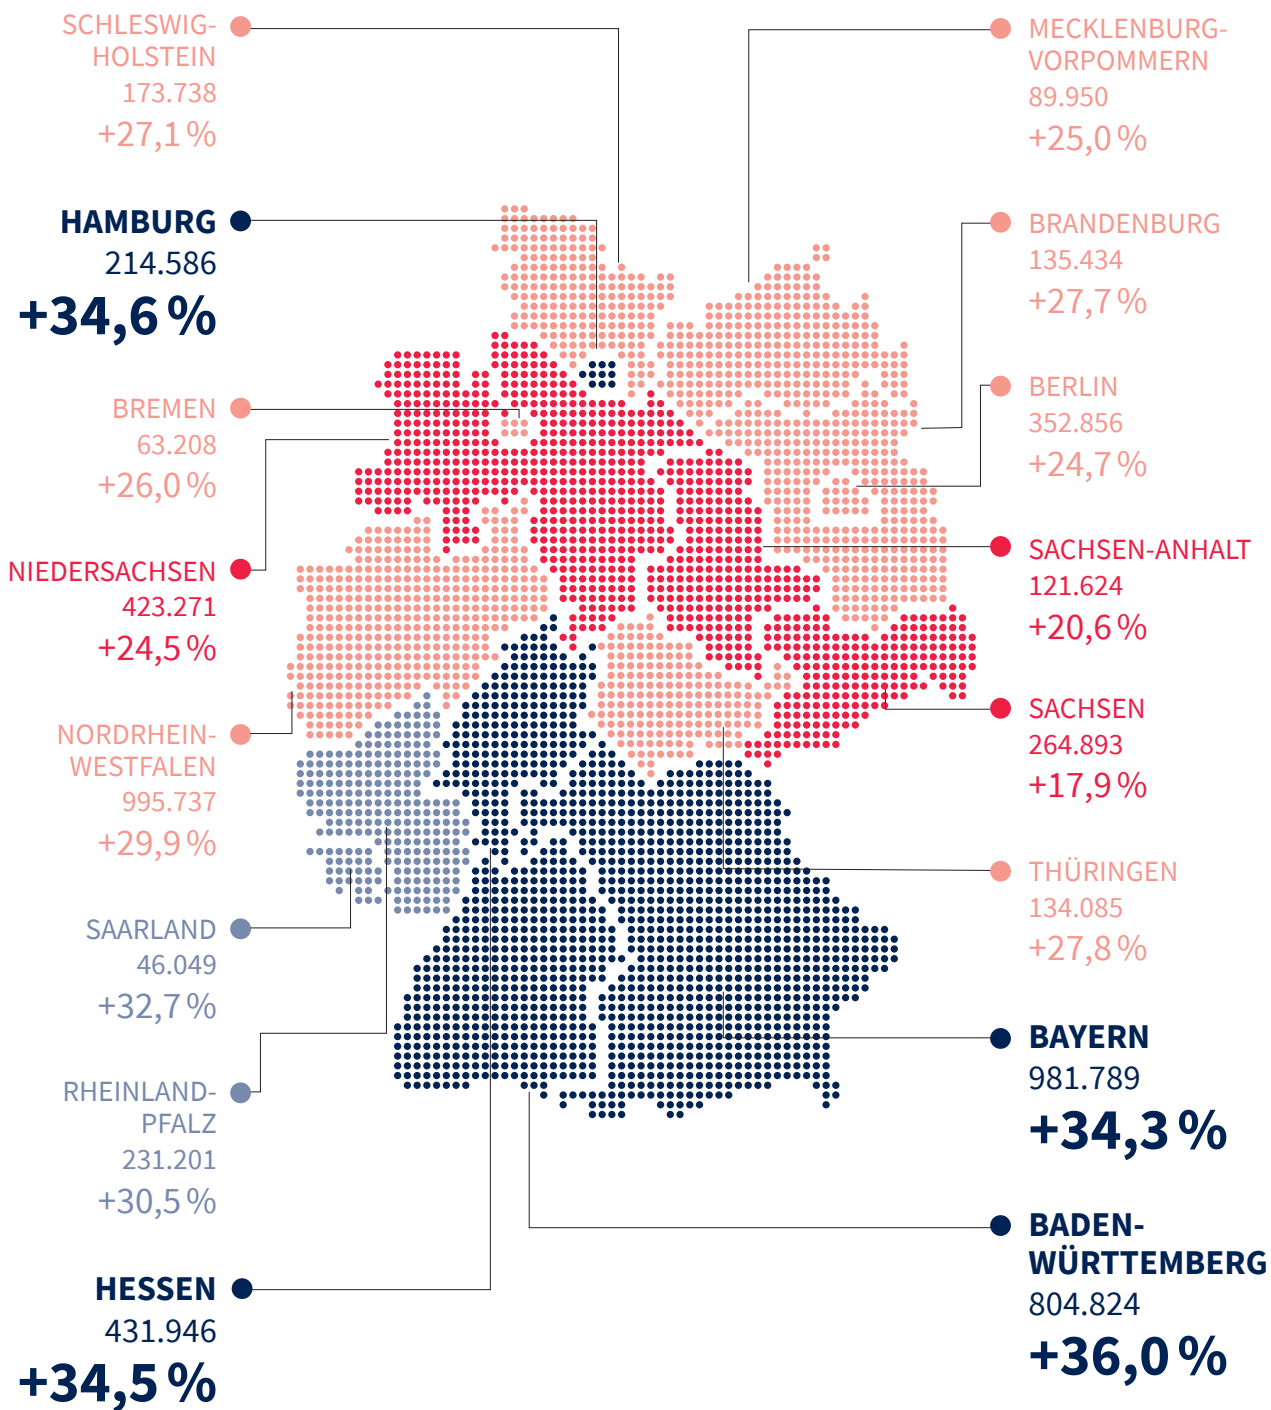 SCHLESWIG-
HOLSTEIN
173.738
+27,1 %
HAMBURG
214.586
+34,6 %
BREMEN
63.208
+26,0 %
NIEDERSACHSEN
423.271
+24,5 %
NORDRHEIN-
WESTFALEN
995.737
+29,9 %
SAARLAND
46.049
+32,7 %
RHEINLAND-
PFALZ
231.201
+30,5 %
HESSEN
431.946
+34,5 %
MECKLENBURG-
VORPOMMERN
89.950
+25,0 %
BRANDENBURG
135.434
+27,7 %
BERLIN
352.856
+24,7 %
SACHSEN-ANHALT
121.624
+20,6 %
SACHSEN
264.893
+17,9 %
THÜRINGEN
134.085
+27,8 %
BAYERN
981.789
+34,3 %
BADEN-
WÜRTTEMBERG
804.824
+36,0 %